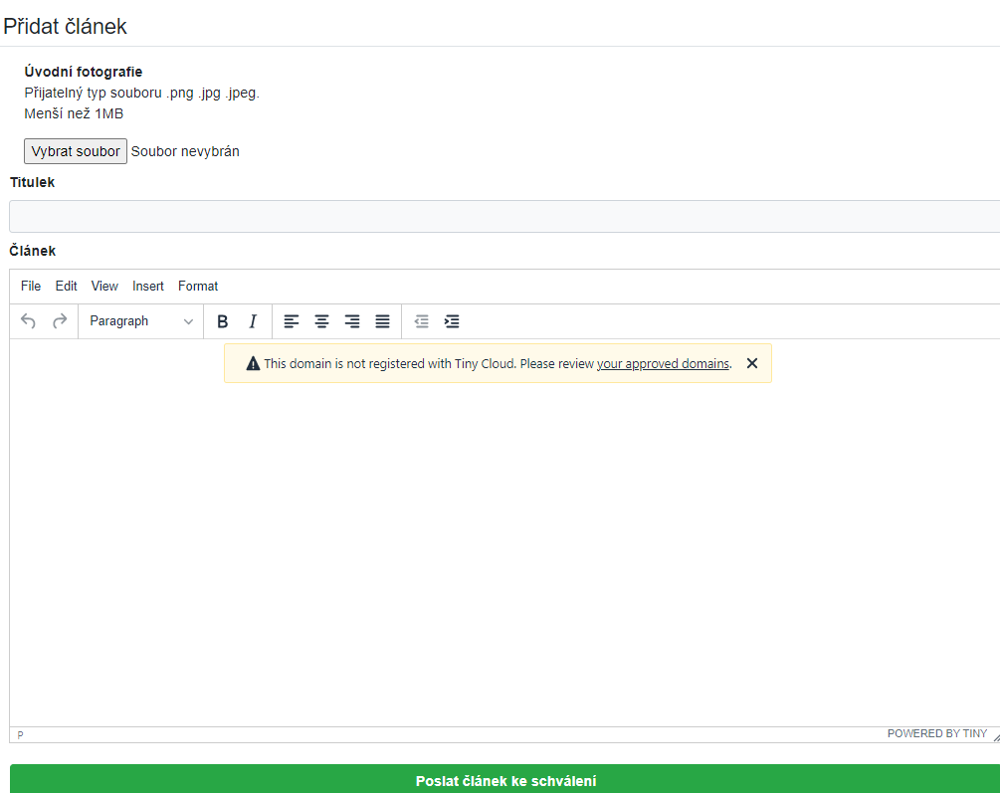 Přidat článek
Úvodní fotografie
Přijatelný typ souboru .png .jpg .jpeg.
Menší než 1MB
Vybrat soubor Soubor nevybrán
Titulek
Článek
File Edit View Insert Format
Paragraph B I
This domain is not registered with Tiny Cloud. Please review your approved domains.
P POWERED BY TINY
Poslat článek ke schválení